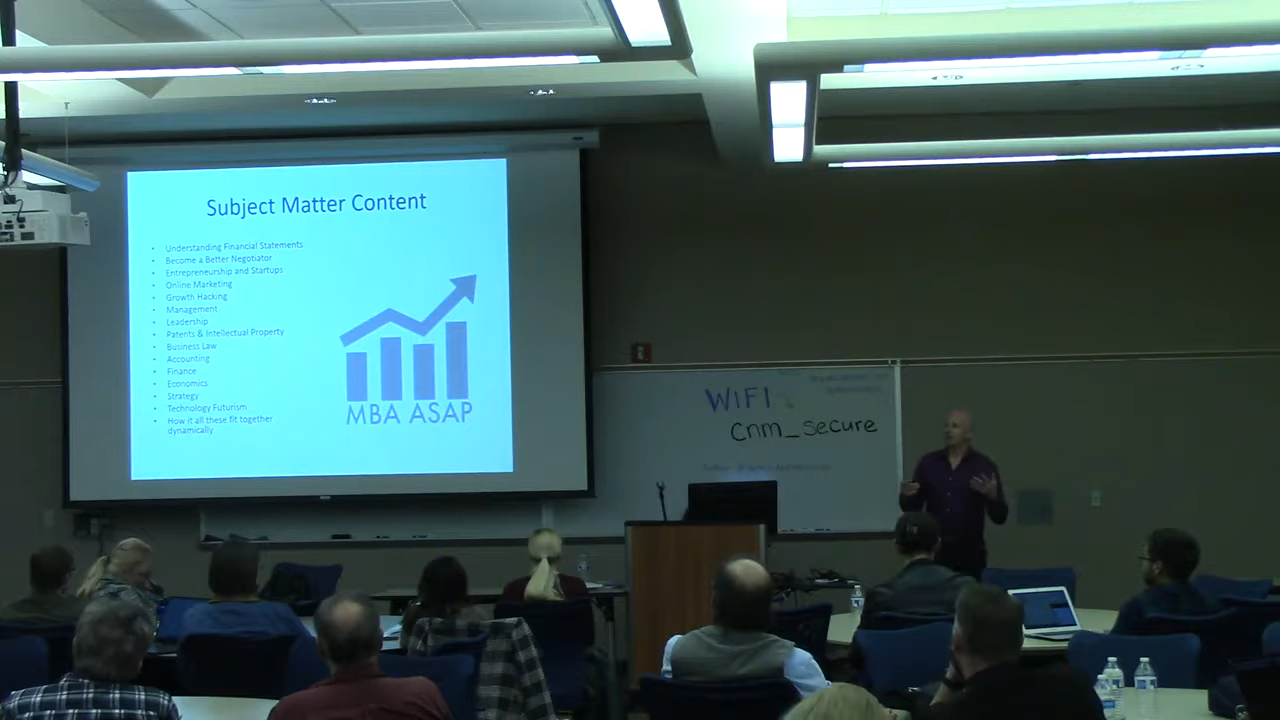 Subject Matter Content
• Understanding Financial Statements
• Become a Better Negotiator
• Entrepreneurship and Startups
• Online Marketing
• Growth Hacking
• Management
• Leadership
• Patents & Intellectual Property
• Business Law
• Accounting
• Finance
• Economics
• Strategy
• Technology Futurism
• How it all these fit together
dynamically
MBA ASAP
WIFI
Cnm_secure